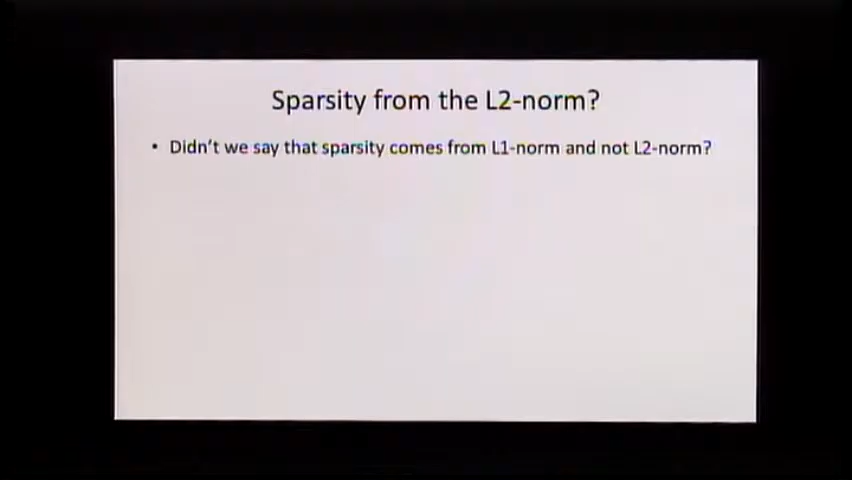 Sparsity from the L2-norm?
• Didn't we say that sparsity comes from L1-norm and not L2-norm?